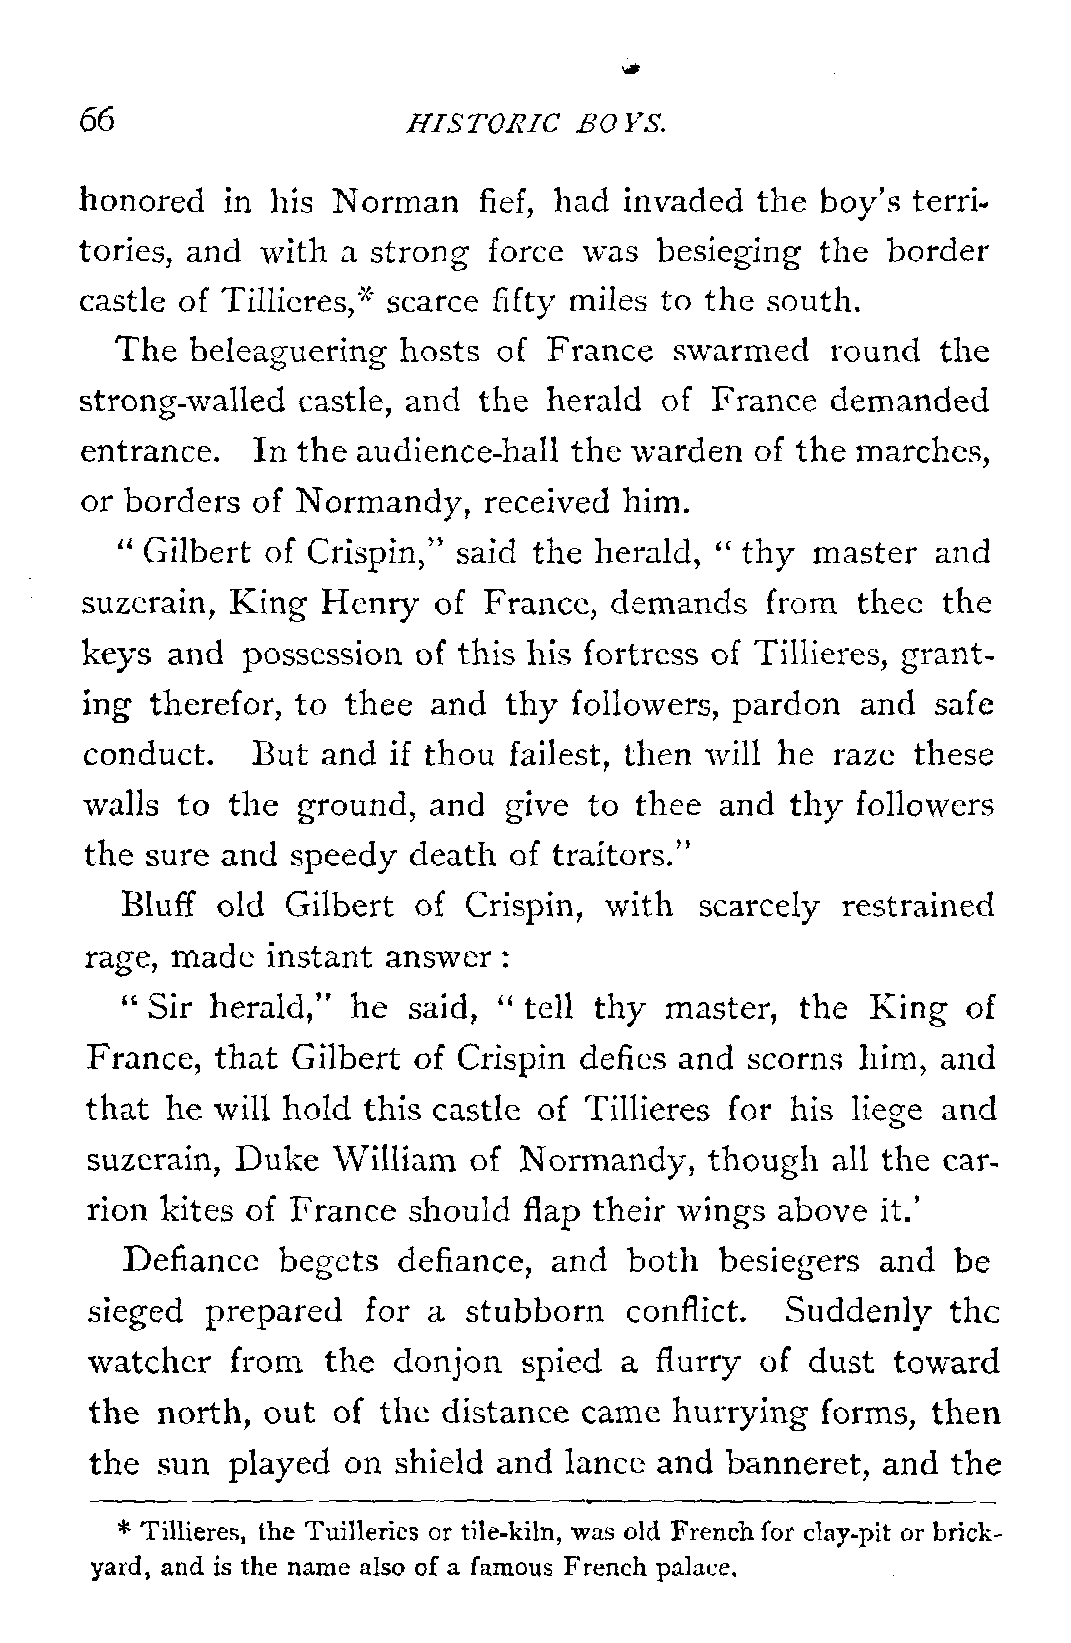 66 HISTORIC BOYS.
honored in his Norman fief, had invaded the boy's terri-
tories, and with a strong force was besieging the border
castle of Tillieres,* scarce fifty miles to the south.
The beleaguering hosts of France swarmed round the
strong-walled castle, and the herald of France demanded
entrance. In the audience-hall the warden of the marches,
or borders of Normandy, received him.
“ Gilbert of Crispin,” said the herald, “ thy master and
suzerain, King Henry of France, demands from thee the
keys and possession of this his fortress of Tillieres, grant-
ing therefor, to thee and thy followers, pardon and safe
conduct. But and if thou failest, then will he raze these
walls to the ground, and give to thee and thy followers
the sure and speedy death of traitors.”
Bluff old Gilbert of Crispin, with scarcely restrained
rage, made instant answer :
“ Sir herald,” he said, “ tell thy master, the King of
France, that Gilbert of Crispin defies and scorns him, and
that he will hold this castle of Tillieres for his liege and
suzerain, Duke William of Normandy, though all the car-
rion kites of France should flap their wings above it.’
Defiance begets defiance, and both besiegers and be
sieged prepared for a stubborn conflict. Suddenly the
watcher from the donjon spied a flurry of dust toward
the north, out of the distance came hurrying forms, then
the sun played on shield and lance and banneret, and the
* Tillieres, the Tuilleries or tile-kiln, was old French for clay-pit or brick-
yard, and is the name also of a famous French palace.